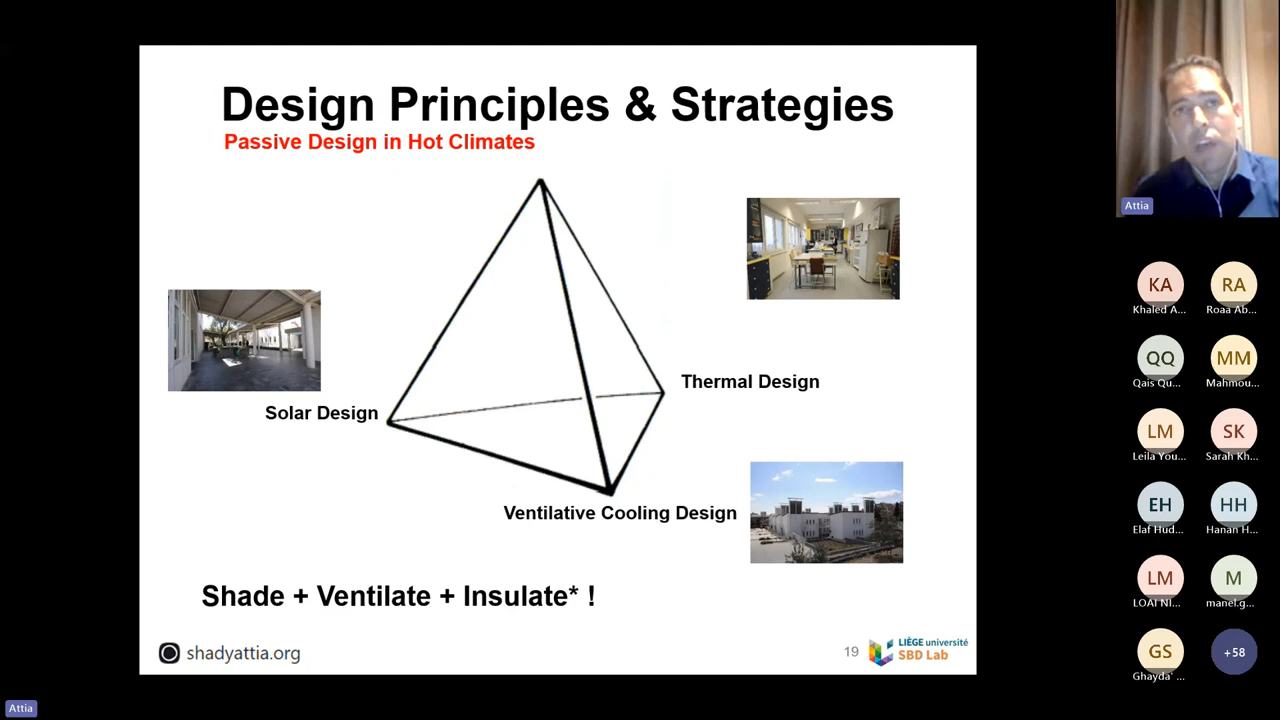 Design Principles & Strategies
Passive Design in Hot Climates
Thermal Design
Solar Design
Ventilative Cooling Design
Shade + Ventilate + Insulate* !
shadyattia.org
19
LIÈGE université
SBD Lab
Attia
KA
RA
Khaled A...
Roaa Ab...
QQ
MM
Qais Qu...
Mahmou...
LM
SK
Leila You...
Sarah Kh...
EH
HH
Elaf Hud...
Hanan H...
LM
M
LOAI NI...
manel.g...
GS
+58
Ghayda' ...
Attia